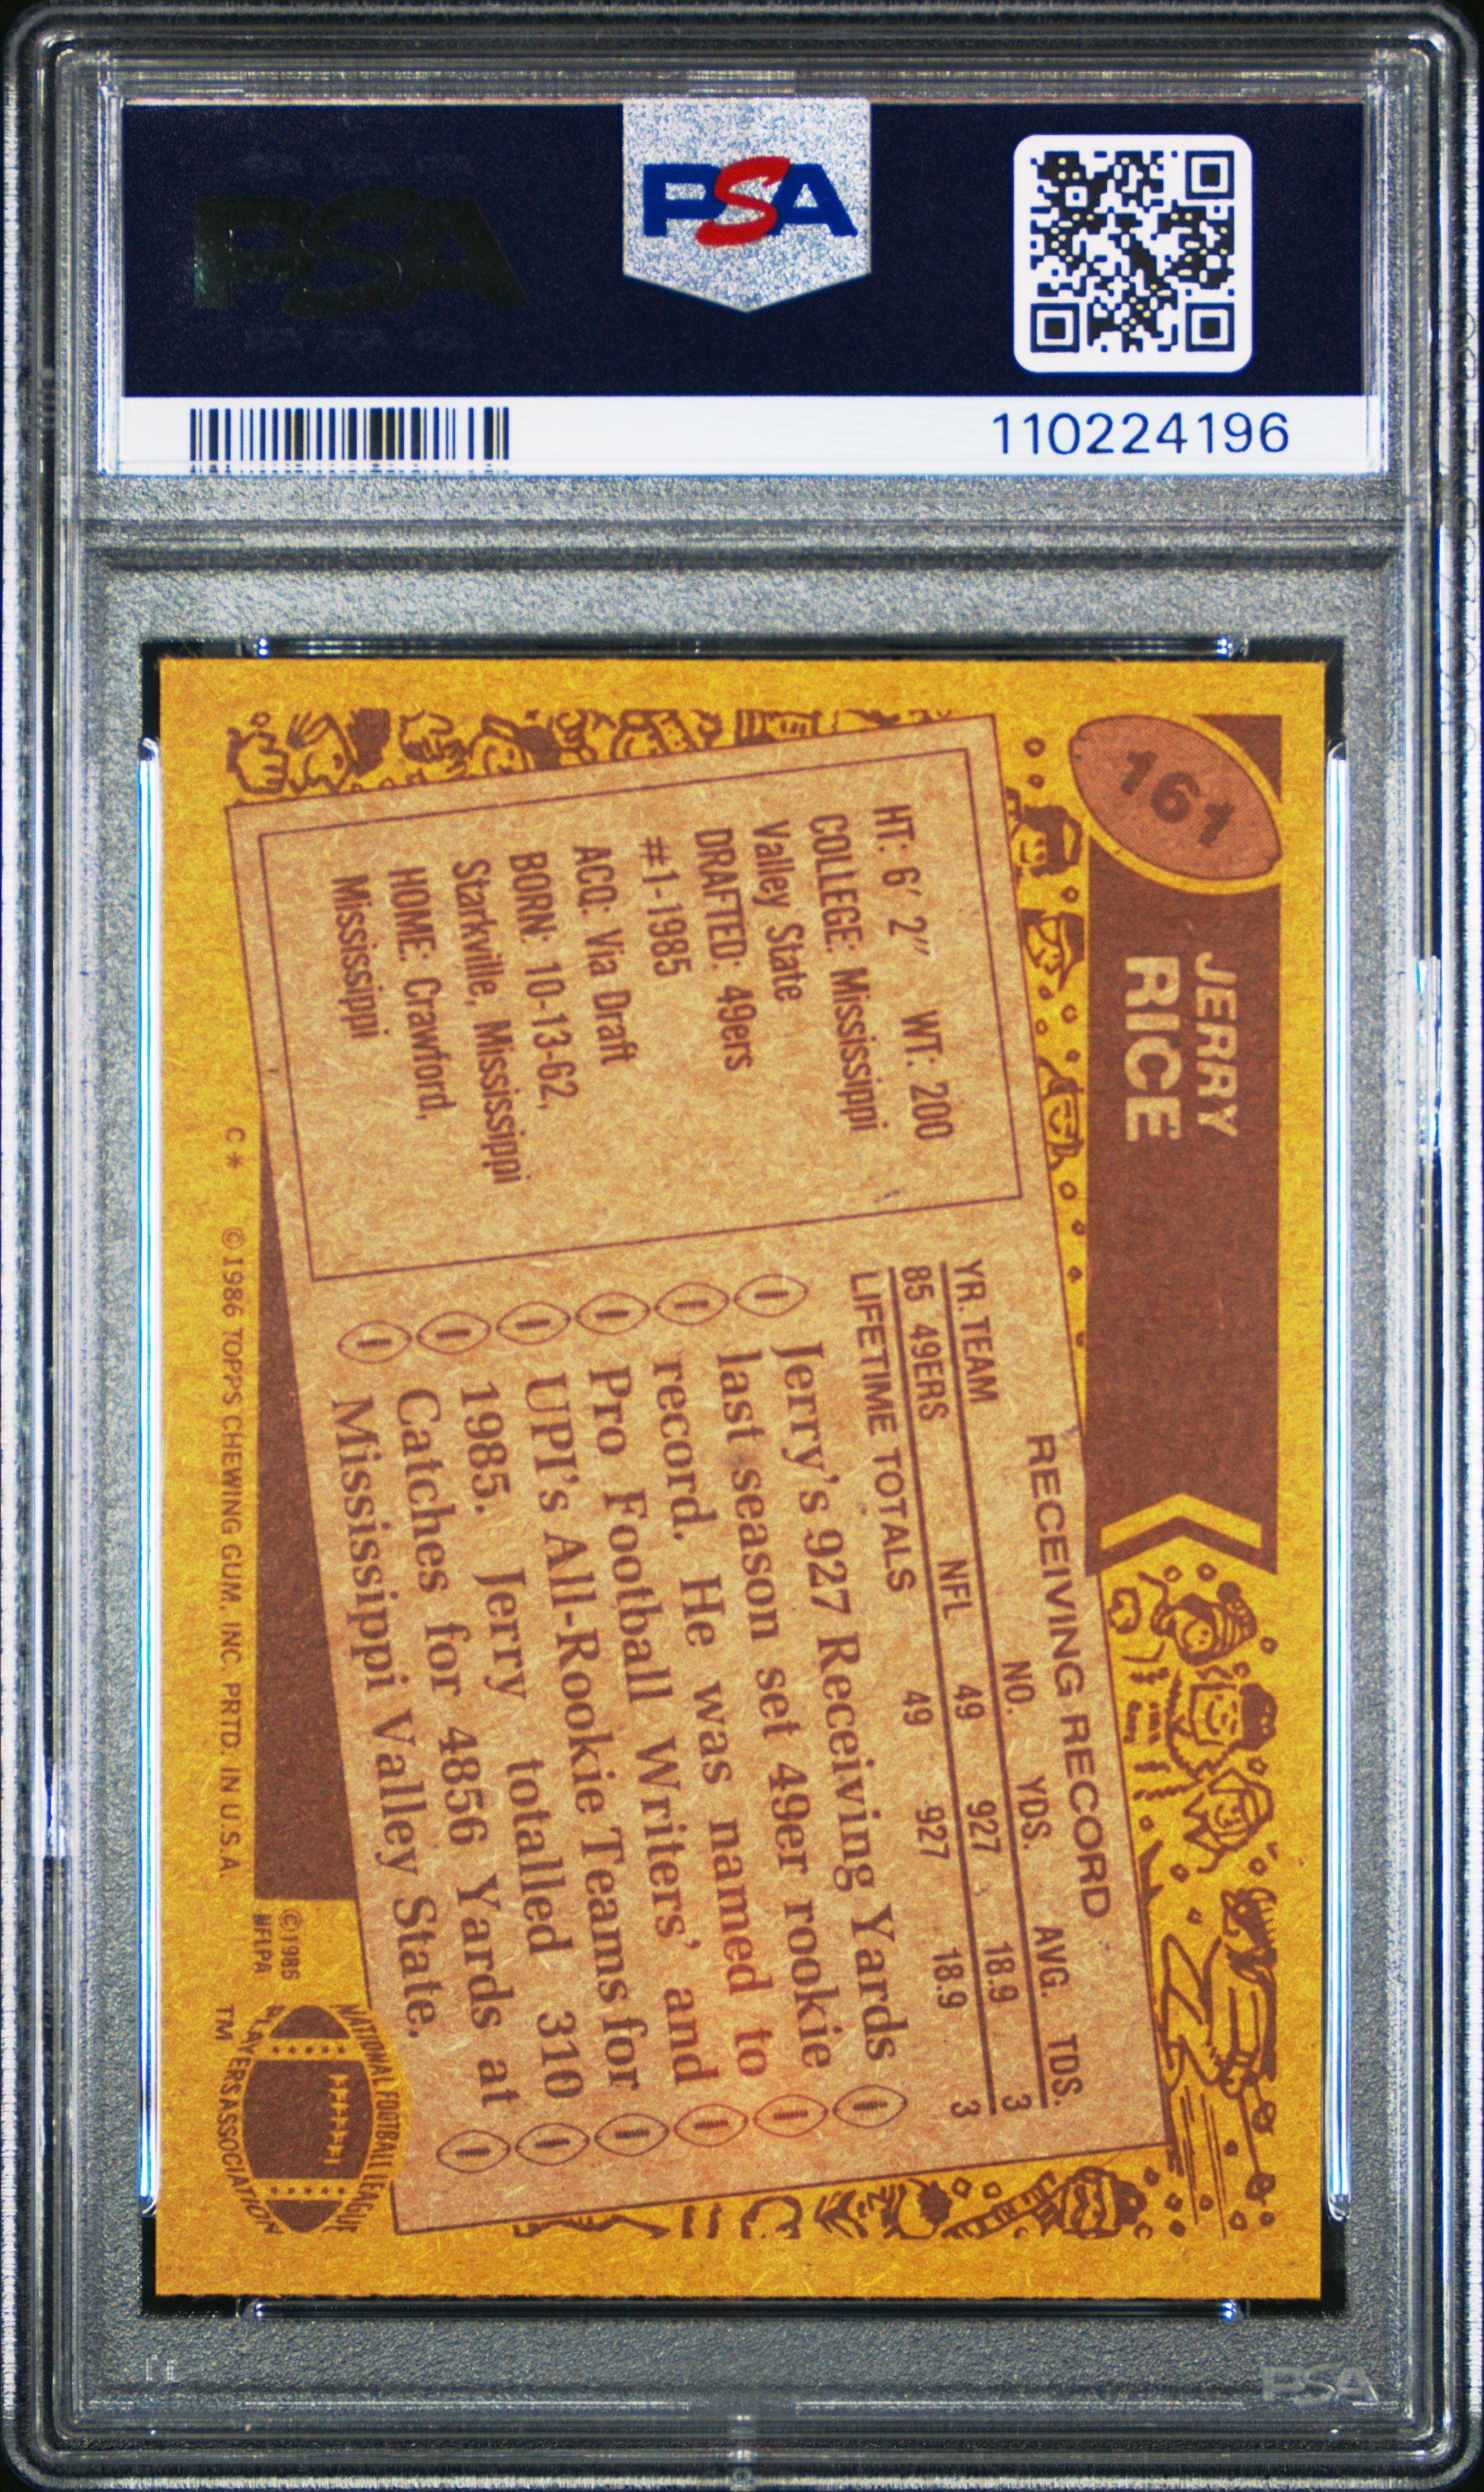 PSA
PSA
110224196
161
JERRY
RICE
HT: 6' 2" WT: 200
COLLEGE: Mississippi
Valley State
DRAFTED: 49ers
#1-1985
ACQ: Via Draft
BORN: 10-13-62,
Starkville, Mississippi
HOME: Crawford,
Mississippi
RECEIVING RECORD
YR. TEAM NO. YDS. AVG. TDS.
85 49ERS NFL 49 927 18.9 3
LIFETIME TOTALS 49 927 18.9 3
Jerry's 927 Receiving Yards
last season set 49er rookie
record. He was named to
Pro Football Writers' and
UPI's All-Rookie Teams for
1985. Jerry totalled 310
Catches for 4856 Yards at
Mississippi Valley State.
C* ©1986 TOPPS CHEWING GUM, INC. PRTD. IN U.S.A.
©1986
NFLPA
NATIONAL FOOTBALL LEAGUE
PLAYERS ASSOCIATION
TM
PSA